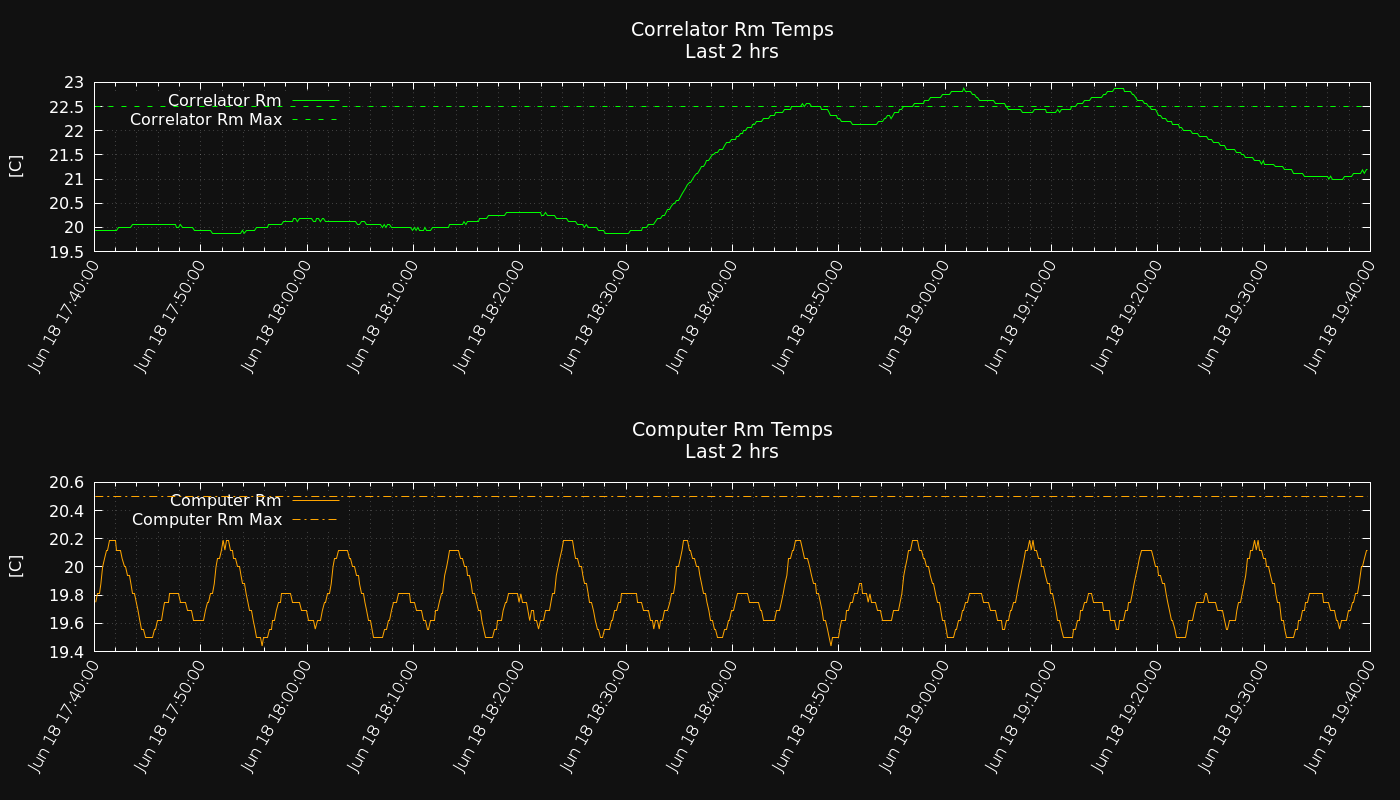 Correlator Rm Temps
Last 2 hrs
[C]
23
22.5
22
21.5
21
20.5
20
19.5
Correlator Rm
Correlator Rm Max
Jun 18 17:40:00
Jun 18 17:50:00
Jun 18 18:00:00
Jun 18 18:10:00
Jun 18 18:20:00
Jun 18 18:30:00
Jun 18 18:40:00
Jun 18 18:50:00
Jun 18 19:00:00
Jun 18 19:10:00
Jun 18 19:20:00
Jun 18 19:30:00
Jun 18 19:40:00
Computer Rm Temps
Last 2 hrs
[C]
20.6
20.4
20.2
20
19.8
19.6
19.4
Computer Rm
Computer Rm Max
Jun 18 17:40:00
Jun 18 17:50:00
Jun 18 18:00:00
Jun 18 18:10:00
Jun 18 18:20:00
Jun 18 18:30:00
Jun 18 18:40:00
Jun 18 18:50:00
Jun 18 19:00:00
Jun 18 19:10:00
Jun 18 19:20:00
Jun 18 19:30:00
Jun 18 19:40:00